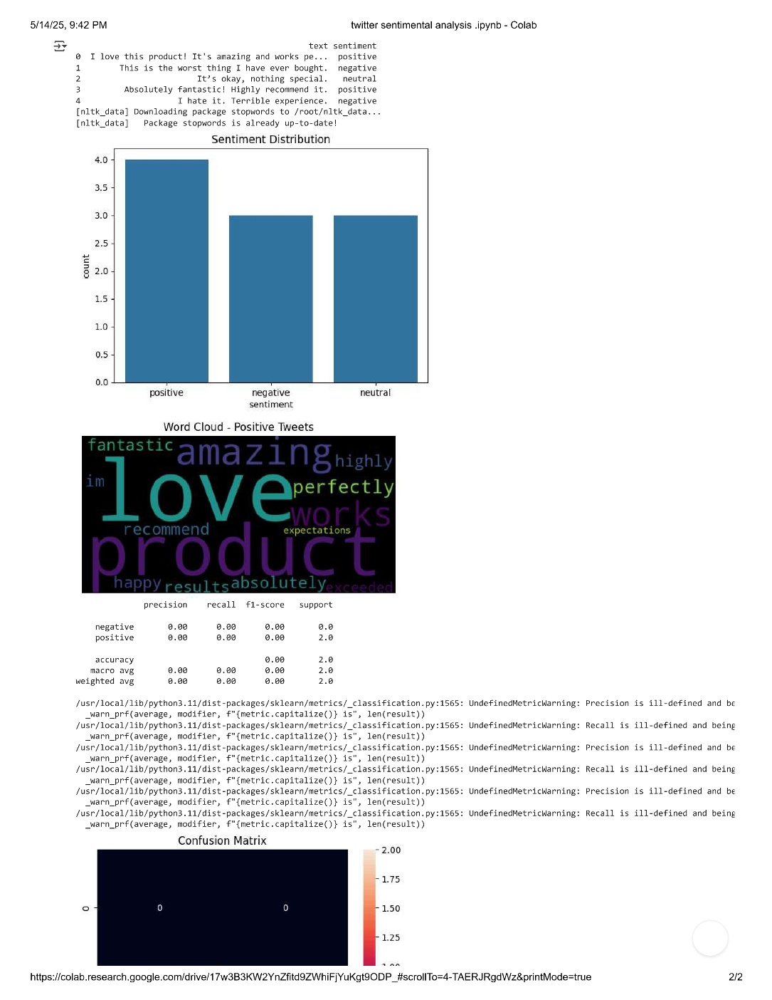 5/14/25, 9:42 PM twitter sentimental analysis .ipynb - Colab
text sentiment
0 I love this product! It's amazing and works pe... positive
1 This is the worst thing I have ever bought. negative
2 It’s okay, nothing special. neutral
3 Absolutely fantastic! Highly recommend it. positive
4 I hate it. Terrible experience. negative
[nltk_data] Downloading package stopwords to /root/nltk_data...
[nltk_data] Package stopwords is already up-to-date!
Sentiment Distribution
4.0
3.5
3.0
2.5
2.0
1.5
1.0
0.5
0.0
count
positive negative neutral
sentiment
Word Cloud - Positive Tweets
fantastic amazing highly
im love perfectly
works
recommend expectations
product
happy results absolutely exceeded
precision recall f1-score support
negative 0.00 0.00 0.00 0.0
positive 0.00 0.00 0.00 2.0
accuracy 0.00 2.0
macro avg 0.00 0.00 0.00 2.0
weighted avg 0.00 0.00 0.00 2.0
/usr/local/lib/python3.11/dist-packages/sklearn/metrics/_classification.py:1565: UndefinedMetricWarning: Precision is ill-defined and be
_warn_prf(average, modifier, f"{metric.capitalize()} is", len(result))
/usr/local/lib/python3.11/dist-packages/sklearn/metrics/_classification.py:1565: UndefinedMetricWarning: Recall is ill-defined and being
_warn_prf(average, modifier, f"{metric.capitalize()} is", len(result))
/usr/local/lib/python3.11/dist-packages/sklearn/metrics/_classification.py:1565: UndefinedMetricWarning: Precision is ill-defined and be
_warn_prf(average, modifier, f"{metric.capitalize()} is", len(result))
/usr/local/lib/python3.11/dist-packages/sklearn/metrics/_classification.py:1565: UndefinedMetricWarning: Recall is ill-defined and being
_warn_prf(average, modifier, f"{metric.capitalize()} is", len(result))
/usr/local/lib/python3.11/dist-packages/sklearn/metrics/_classification.py:1565: UndefinedMetricWarning: Precision is ill-defined and be
_warn_prf(average, modifier, f"{metric.capitalize()} is", len(result))
/usr/local/lib/python3.11/dist-packages/sklearn/metrics/_classification.py:1565: UndefinedMetricWarning: Recall is ill-defined and being
_warn_prf(average, modifier, f"{metric.capitalize()} is", len(result))
Confusion Matrix
2.00
1.75
0 0 0 1.50
1.25
https://colab.research.google.com/drive/17w3B3KW2YnZfitd9ZWhiFjYuKgt9ODP_#scrollTo=4-TAERJRgdWz&printMode=true 2/2